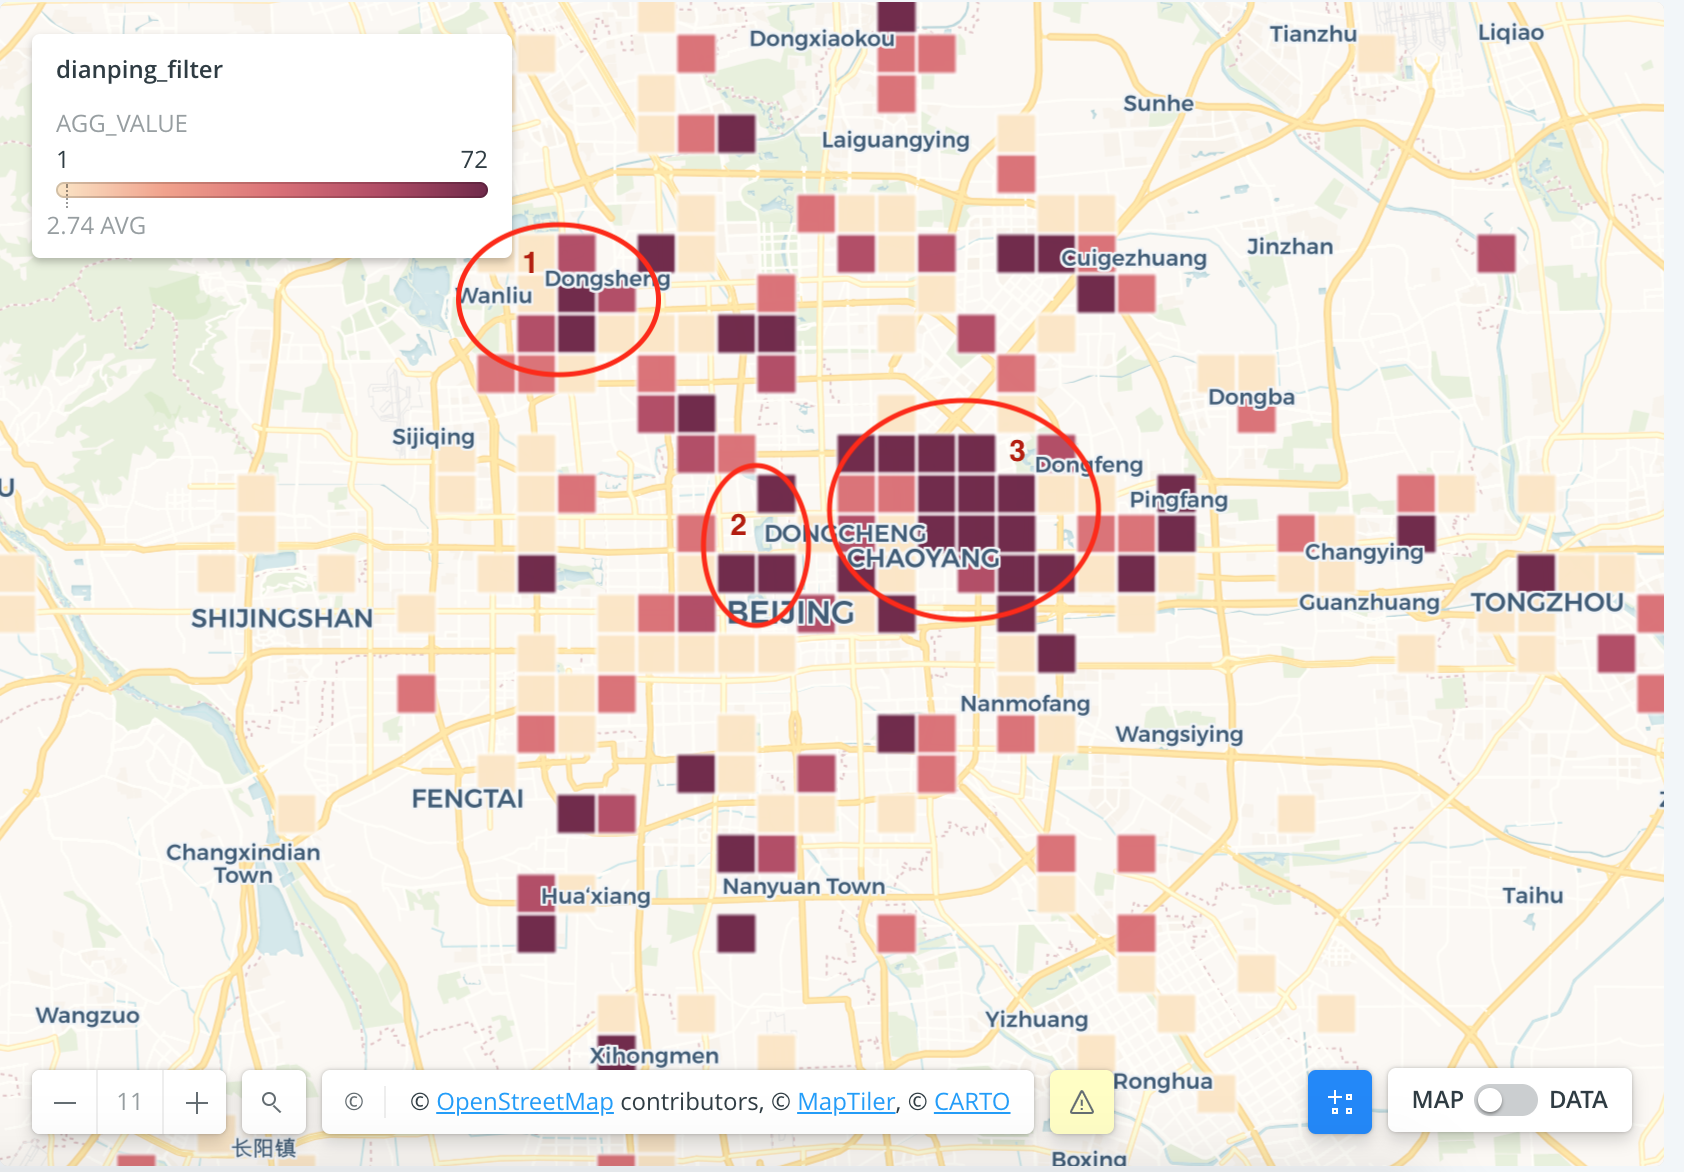 dianping_filter
AGG_VALUE
1
72
2.74 AVG
Dongxiaokou
Tianzhu
Liqiao
Sunhe
Laiguangying
1
Dongsheng
Wanliu
Cuigezhuang
Jinzhan
Dongba
Sijiqing
3
Dongfeng
U
Pingfang
2
DONGCHENG
CHAOYANG
Changying
BEIJING
SHIJINGSHAN
Guanzhuang
TONGZHOU
Nanmofang
Wangsiying
FENGTAI
Changxindian
Town
Nanyuan Town
Hua'xiang
Taihu
Wangzuo
Yizhuang
Xihongmen
Ronghua
11
©
© OpenStreetMap contributors, © MapTiler, © CARTO
MAP
DATA
长阳镇
Boxing